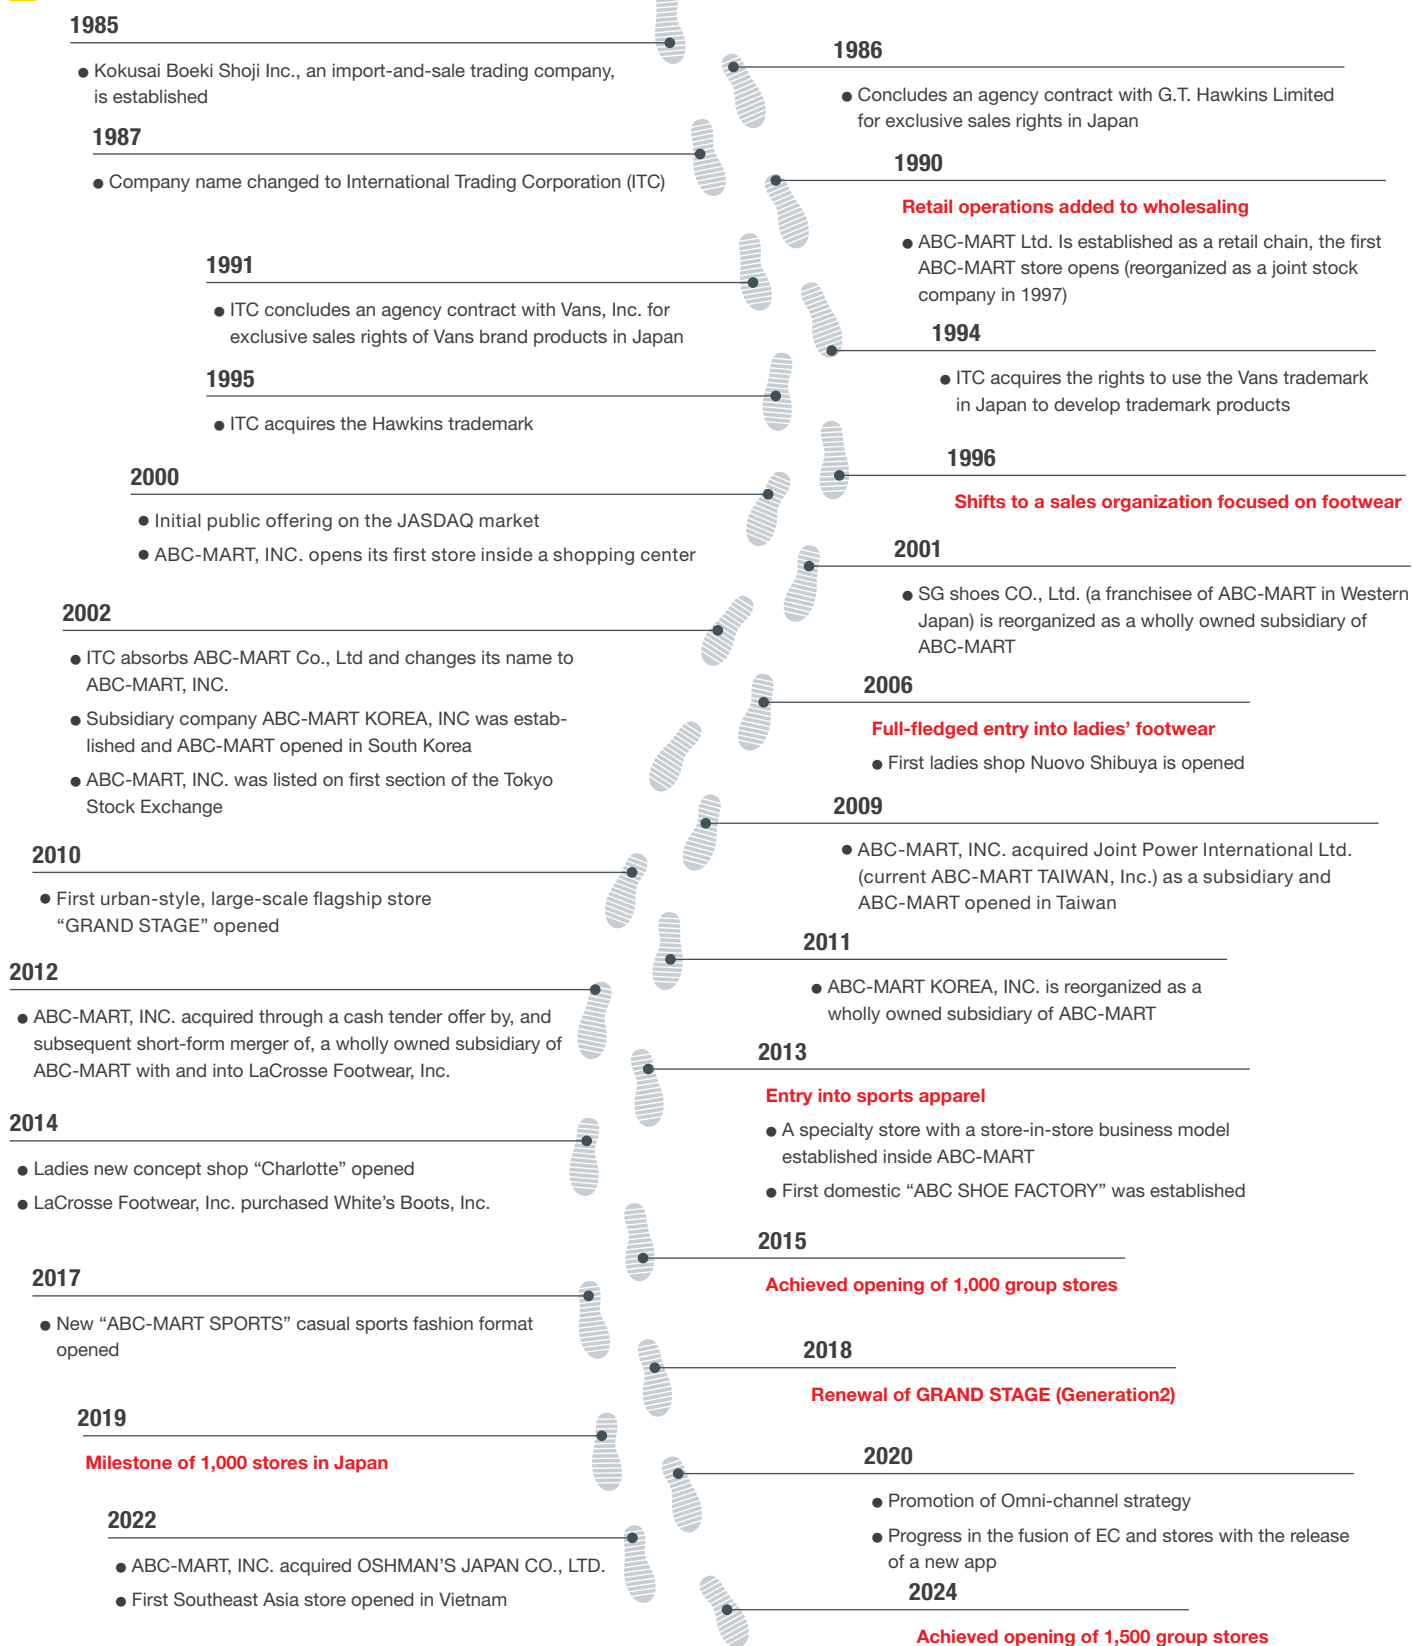 1985
● Kokusai Boeki Shoji Inc., an import-and-sale trading company,
is established
1986
● Concludes an agency contract with G.T. Hawkins Limited
for exclusive sales rights in Japan
1987
● Company name changed to International Trading Corporation (ITC)
1990
Retail operations added to wholesaling
● ABC-MART Ltd. Is established as a retail chain, the first
ABC-MART store opens (reorganized as a joint stock
company in 1997)
1991
● ITC concludes an agency contract with Vans, Inc. for
exclusive sales rights of Vans brand products in Japan
1994
● ITC acquires the rights to use the Vans trademark
in Japan to develop trademark products
1995
● ITC acquires the Hawkins trademark
1996
Shifts to a sales organization focused on footwear
2000
● Initial public offering on the JASDAQ market
● ABC-MART, INC. opens its first store inside a shopping center
2001
● SG shoes CO., Ltd. (a franchisee of ABC-MART in Western
Japan) is reorganized as a wholly owned subsidiary of
ABC-MART
2002
● ITC absorbs ABC-MART Co., Ltd and changes its name to
ABC-MART, INC.
● Subsidiary company ABC-MART KOREA, INC was estab-
lished and ABC-MART opened in South Korea
● ABC-MART, INC. was listed on first section of the Tokyo
Stock Exchange
2006
Full-fledged entry into ladies’ footwear
● First ladies shop Nuovo Shibuya is opened
2009
● ABC-MART, INC. acquired Joint Power International Ltd.
(current ABC-MART TAIWAN, Inc.) as a subsidiary and
ABC-MART opened in Taiwan
2010
● First urban-style, large-scale flagship store
“GRAND STAGE” opened
2011
● ABC-MART KOREA, INC. is reorganized as a
wholly owned subsidiary of ABC-MART
2012
● ABC-MART, INC. acquired through a cash tender offer by, and
subsequent short-form merger of, a wholly owned subsidiary of
ABC-MART with and into LaCrosse Footwear, Inc.
2013
Entry into sports apparel
● A specialty store with a store-in-store business model
established inside ABC-MART
● First domestic “ABC SHOE FACTORY” was established
2014
● Ladies new concept shop “Charlotte” opened
● LaCrosse Footwear, Inc. purchased White’s Boots, Inc.
2015
Achieved opening of 1,000 group stores
2017
● New “ABC-MART SPORTS” casual sports fashion format
opened
2018
Renewal of GRAND STAGE (Generation2)
2019
Milestone of 1,000 stores in Japan
2020
● Promotion of Omni-channel strategy
● Progress in the fusion of EC and stores with the release
of a new app
2022
● ABC-MART, INC. acquired OSHMAN’S JAPAN CO., LTD.
● First Southeast Asia store opened in Vietnam
2024
Achieved opening of 1,500 group stores